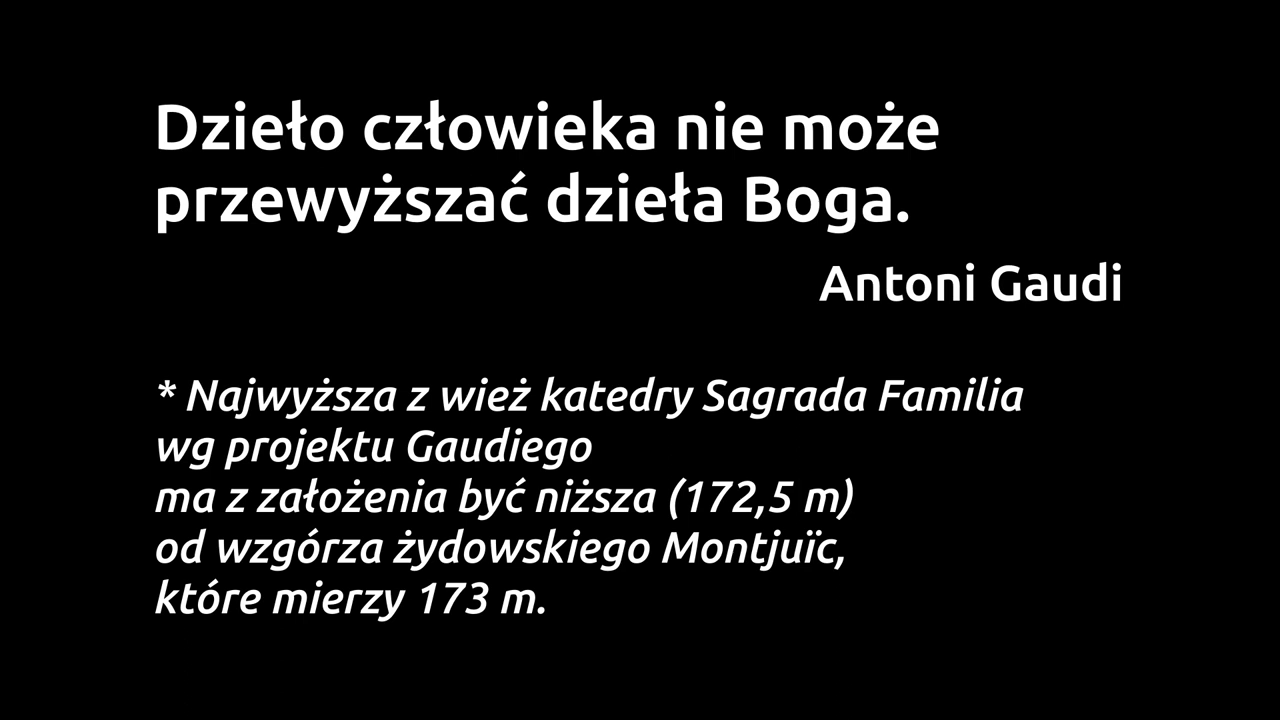 Dzieło człowieka nie może
przewyższać dzieła Boga.
Antoni Gaudi
* Najwyższa z wież katedry Sagrada Familia
wg projektu Gaudiego
ma z założenia być niższa (172,5 m)
od wzgórza żydowskiego Montjuïc,
które mierzy 173 m.